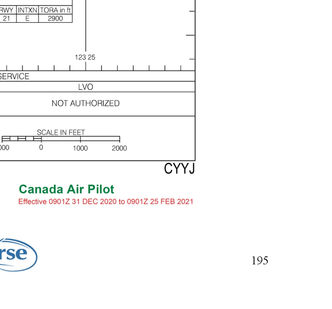 RWY INTXN TORA in ft
21 E 2900
123 25
SERVICE
LVO
NOT AUTHORIZED
SCALE IN FEET
000 0 1000 2000
CYYJ
Canada Air Pilot
Effective 0901Z 31 DEC 2020 to 0901Z 25 FEB 2021
rse
195